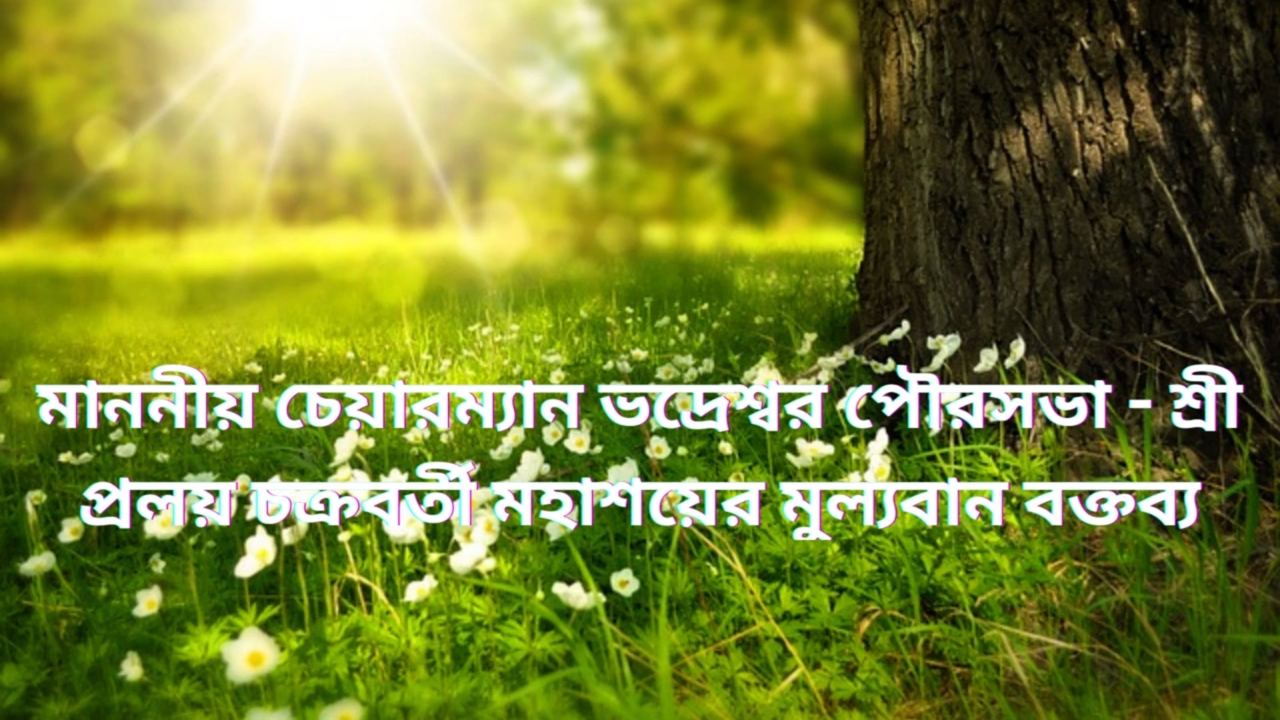 মাননীয় চেয়ারম্যান ভদ্রেশ্বর পৌরসভা - শ্রী
প্রলয় চক্রবর্তী মহাশয়ের মুল্যবান বক্তব্য